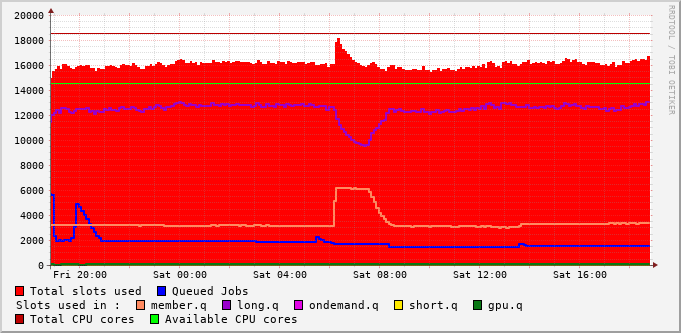 20000
18000
16000
14000
12000
10000
8000
6000
4000
2000
0
Fri 20:00 Sat 00:00 Sat 04:00 Sat 08:00 Sat 12:00 Sat 16:00
Total slots used Queued Jobs
Slots used in : member.q long.q ondemand.q short.q gpu.q
Total CPU cores Available CPU cores
RRDTOOL / TOBI OETIKER